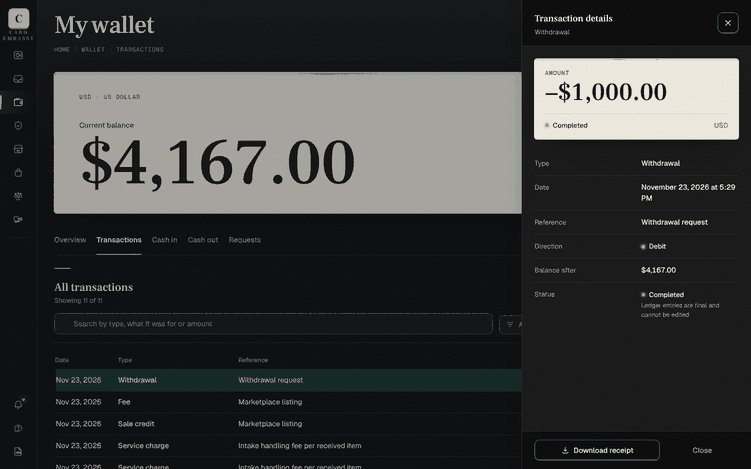 C
CARD
EMBASSY
My wallet
HOME WALLET TRANSACTIONS
USD · US DOLLAR
Current balance
$4,167.00
Overview Transactions Cash in Cash out Requests
All transactions
Showing 11 of 11
Search by type, what it was for or amount
Date Type Reference
Nov 23, 2026 Withdrawal Withdrawal request
Nov 23, 2026 Fee Marketplace listing
Nov 23, 2026 Sale credit Marketplace listing
Nov 23, 2026 Service charge Intake handling fee per received item
Nov 23, 2026 Service charge Intake handling fee per received item
Transaction details
Withdrawal
AMOUNT
–$1,000.00
Completed USD
Type Withdrawal
Date November 23, 2026 at 5:29
PM
Reference Withdrawal request
Direction Debit
Balance after $4,167.00
Status Completed
Ledger entries are final and
cannot be edited
Download receipt Close